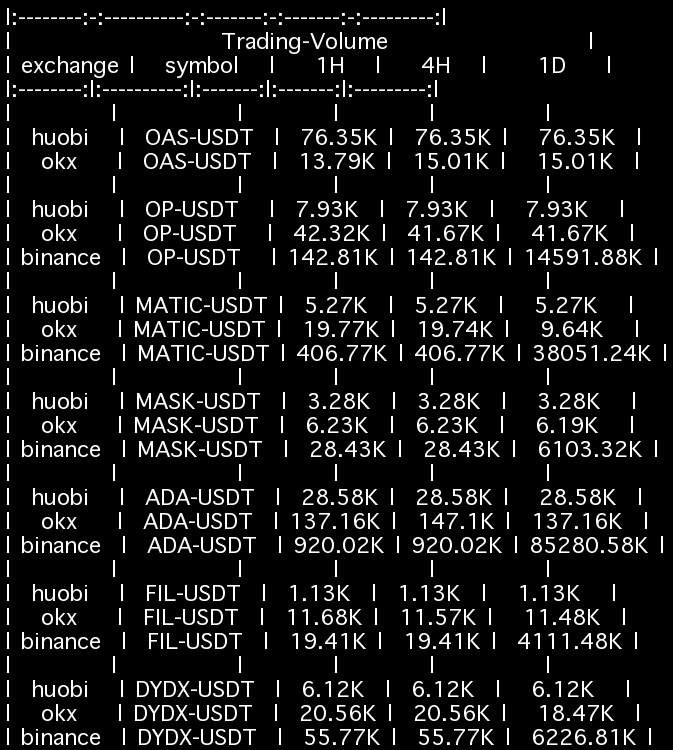 |:--------:-:----------:-:-------:-:-------:-:---------:|
| Trading-Volume |
| exchange | symbol| | 1H | 4H | 1D |
|:--------:|:----------:|:-------:|:-------:|:---------:|
| | | | | |
| huobi | OAS-USDT | 76.35K | 76.35K | 76.35K |
| okx | OAS-USDT | 13.79K | 15.01K | 15.01K |
| | | | | |
| huobi | OP-USDT | 7.93K | 7.93K | 7.93K |
| okx | OP-USDT | 42.32K | 41.67K | 41.67K |
| binance | OP-USDT | 142.81K | 142.81K | 14591.88K |
| | | | | |
| huobi | MATIC-USDT | 5.27K | 5.27K | 5.27K |
| okx | MATIC-USDT | 19.77K | 19.74K | 9.64K |
| binance | MATIC-USDT | 406.77K | 406.77K | 38051.24K |
| | | | | |
| huobi | MASK-USDT | 3.28K | 3.28K | 3.28K |
| okx | MASK-USDT | 6.23K | 6.23K | 6.19K |
| binance | MASK-USDT | 28.43K | 28.43K | 6103.32K |
| | | | | |
| huobi | ADA-USDT | 28.58K | 28.58K | 28.58K |
| okx | ADA-USDT | 137.16K | 147.1K | 137.16K |
| binance | ADA-USDT | 920.02K | 920.02K | 85280.58K |
| | | | | |
| huobi | FIL-USDT | 1.13K | 1.13K | 1.13K |
| okx | FIL-USDT | 11.68K | 11.57K | 11.48K |
| binance | FIL-USDT | 19.41K | 19.41K | 4111.48K |
| | | | | |
| huobi | DYDX-USDT | 6.12K | 6.12K | 6.12K |
| okx | DYDX-USDT | 20.56K | 20.56K | 18.47K |
| binance | DYDX-USDT | 55.77K | 55.77K | 6226.81K |